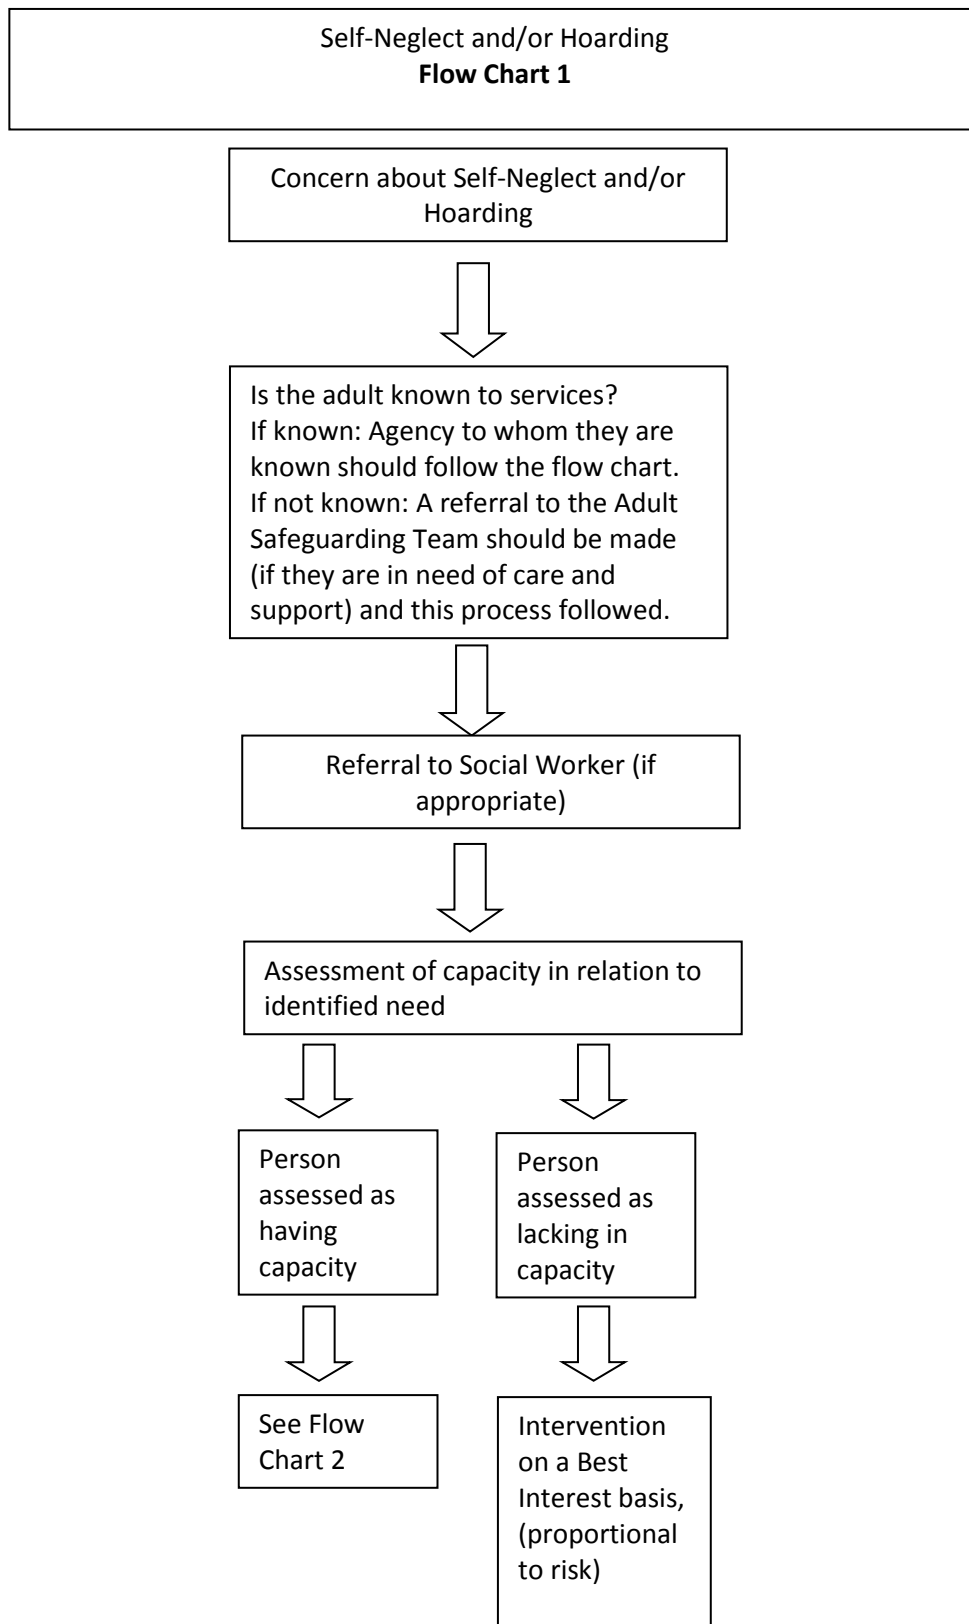 Self-Neglect and/or Hoarding
Flow Chart 1
Concern about Self-Neglect and/or
Hoarding
Is the adult known to services?
If known: Agency to whom they are
known should follow the flow chart.
If not known: A referral to the Adult
Safeguarding Team should be made
(if they are in need of care and
support) and this process followed.
Referral to Social Worker (if
appropriate)
Assessment of capacity in relation to
identified need
Person
assessed as
having
capacity
Person
assessed as
lacking in
capacity
See Flow
Chart 2
Intervention
on a Best
Interest basis,
(proportional
to risk)